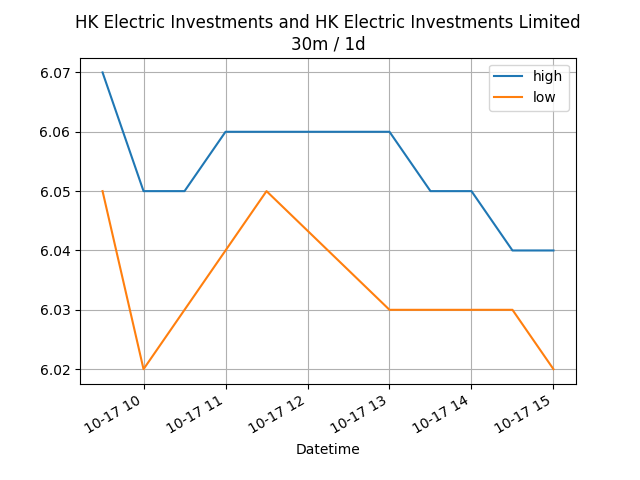 HK Electric Investments and HK Electric Investments Limited
30m / 1d
high
low
6.07
6.06
6.05
6.04
6.03
6.02
10-17 10
10-17 11
10-17 12
10-17 13
10-17 14
10-17 15
Datetime